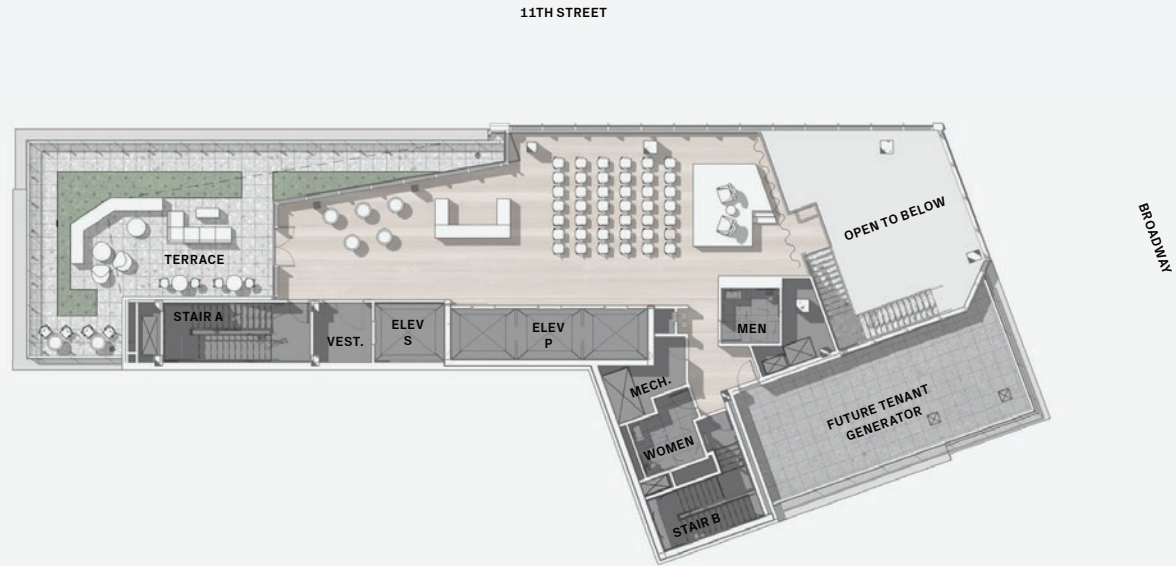 11TH STREET
BROADWAY
OPEN TO BELOW
TERRACE
STAIR A
VEST.
ELEV
S
ELEV
P
MEN
MECH.
WOMEN
STAIR B
FUTURE TENANT
GENERATOR